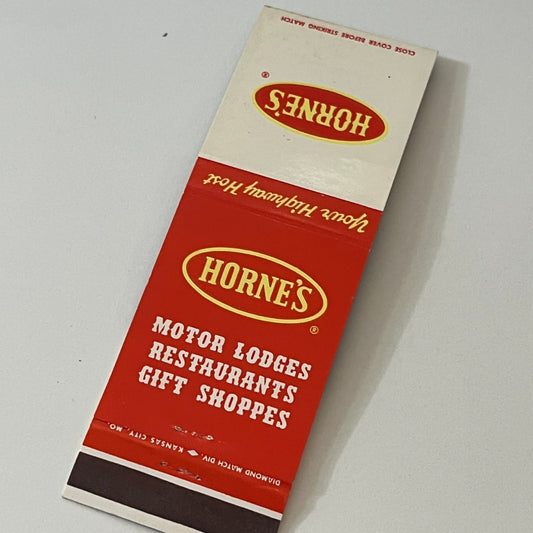 CLOSE COVER BEFORE STRIKING MATCH
HORNE'S
®
Your Highway Host
HORNE'S
®
MOTOR LODGES
RESTAURANTS
GIFT SHOPPES
DIAMOND MATCH DIV. ◆ KANSAS CITY, MO.